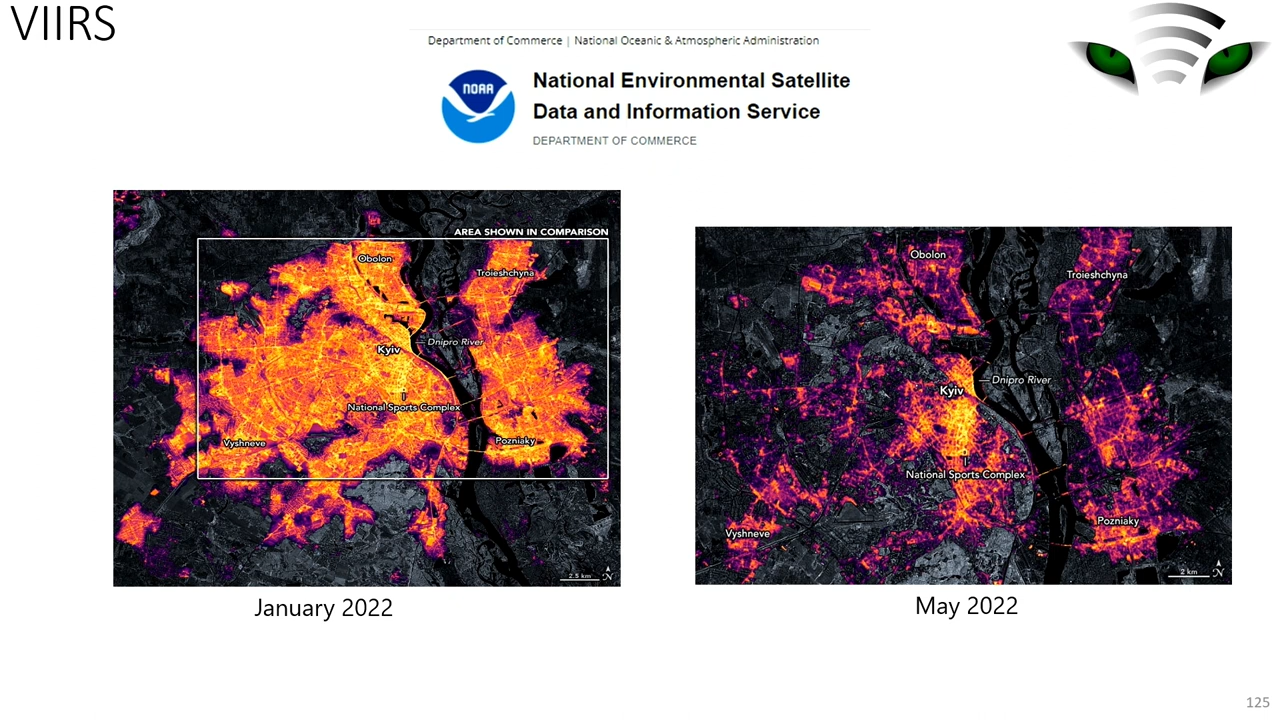 VIIRS
Department of Commerce | National Oceanic & Atmospheric Administration
NOAA
National Environmental Satellite
Data and Information Service
DEPARTMENT OF COMMERCE
AREA SHOWN IN COMPARISON
Obolon
Troieshchyna
Dnipro River
Kyiv
National Sports Complex
Vyshneve
Pozniaky
2.5 km
N
January 2022
Obolon
Troieshchyna
Dnipro River
Kyiv
National Sports Complex
Pozniaky
Vyshneve
2 km
N
May 2022
125